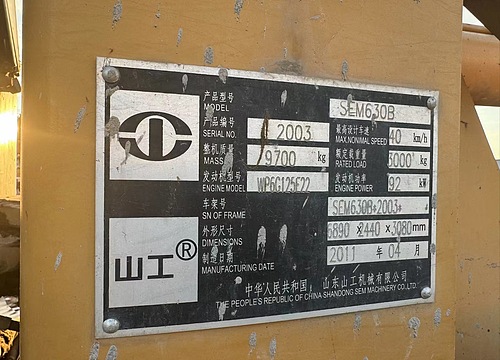 产品型号
MODEL SEM630B
产品编号 最高设计车速
SERIAL NO. 2003 MAX.NONIMAL SPEED 40 km/h
整机质量 额定载重量
MASS 9700 kg RATED LOAD 3000 kg
发动机型号 发动机功率
ENGINE MODEL WP6G125E22 ENGINE POWER 92 kW
车架号
SN OF FRAME SEM630B*2003*
外形尺寸
DIMENSIONS 6890 x 2440 x 3080mm
制造日期
MANUFACTURING DATE 2011 年 04 月
山工®
中华人民共和国 山东山工机械有限公司
THE PEOPLE'S REPUBLIC OF CHINA SHANDONG SEM MACHINERY CO.,LTD.